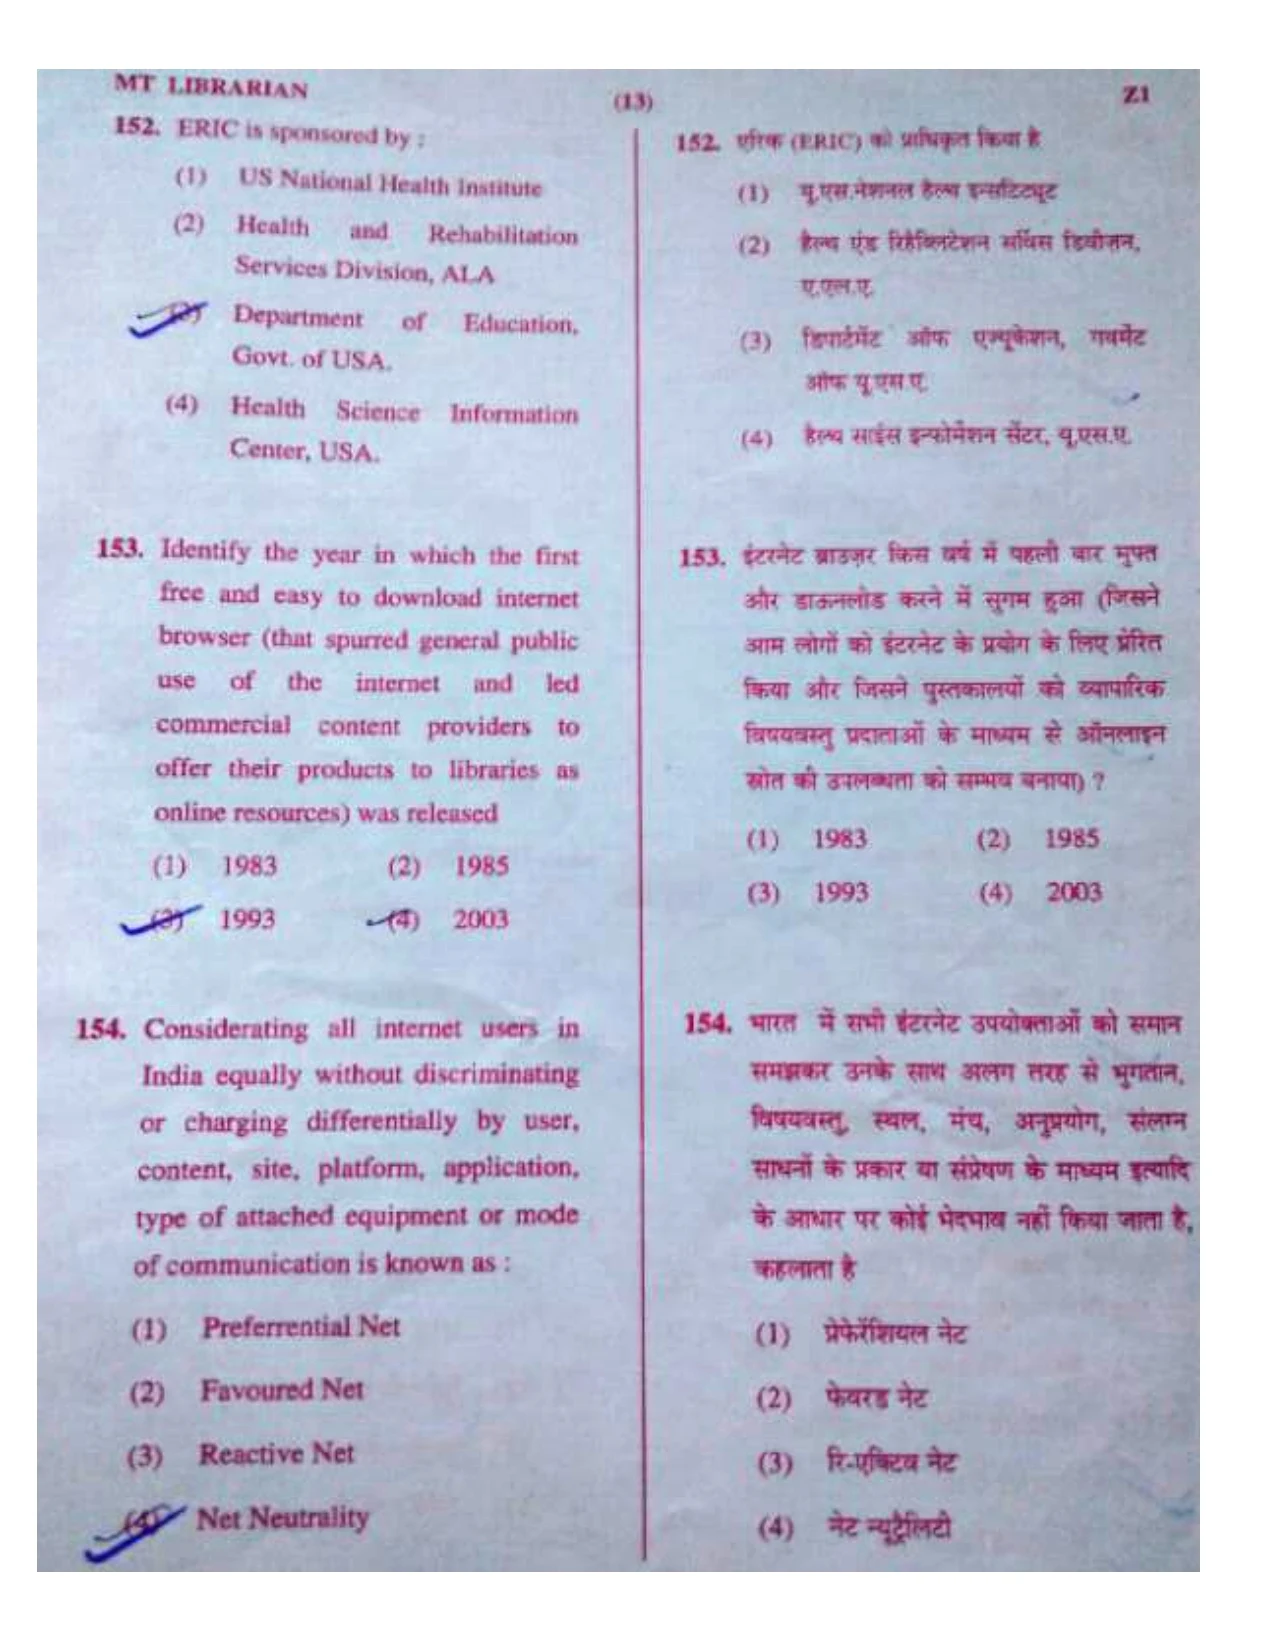 MT LIBRARIAN
(13)
Z1
152. ERIC is sponsored by :
(1) US National Health Institute
(2) Health and Rehabilitation
Services Division, ALA
(3) Department of Education,
Govt. of USA.
(4) Health Science Information
Center, USA.
153. Identify the year in which the first
free and easy to download internet
browser (that spurred general public
use of the internet and led
commercial content providers to
offer their products to libraries as
online resources) was released
(1) 1983 (2) 1985
(3) 1993 (4) 2003
154. Considerating all internet users in
India equally without discriminating
or charging differentially by user,
content, site, platform, application,
type of attached equipment or mode
of communication is known as :
(1) Preferrential Net
(2) Favoured Net
(3) Reactive Net
(4) Net Neutrality
152. एरिक (ERIC) को प्राधिकृत किया है
(1) यू.एस.नेशनल हैल्थ इन्सटिट्यूट
(2) हैल्थ एंड रिहैब्लिटेशन सर्विस डिवीज़न,
ए.एल.ए.
(3) डिपार्टमेंट ऑफ एज्यूकेशन, गवर्मेंट
ऑफ यू.एस.ए.
(4) हैल्थ साइंस इन्फोर्मेशन सेंटर, यू.एस.ए.
153. इंटरनेट ब्राउज़र किस वर्ष में पहली बार मुफ्त
और डाऊनलोड करने में सुगम हुआ (जिसने
आम लोगों को इंटरनेट के प्रयोग के लिए प्रेरित
किया और जिसने पुस्तकालयों को व्यापारिक
विषयवस्तु प्रदाताओं के माध्यम से ऑनलाइन
स्रोत की उपलब्धता को सम्भव बनाया) ?
(1) 1983 (2) 1985
(3) 1993 (4) 2003
154. भारत में सभी इंटरनेट उपयोक्ताओं को समान
समझकर उनके साथ अलग तरह से भुगतान,
विषयवस्तु, स्थल, मंच, अनुप्रयोग, संलग्न
साधनों के प्रकार या संप्रेषण के माध्यम इत्यादि
के आधार पर कोई भेदभाव नहीं किया जाता है,
कहलाता है
(1) प्रेफेरेंशियल नेट
(2) फेवरड नेट
(3) रि-एक्टिव नेट
(4) नेट न्यूट्रैलिटी